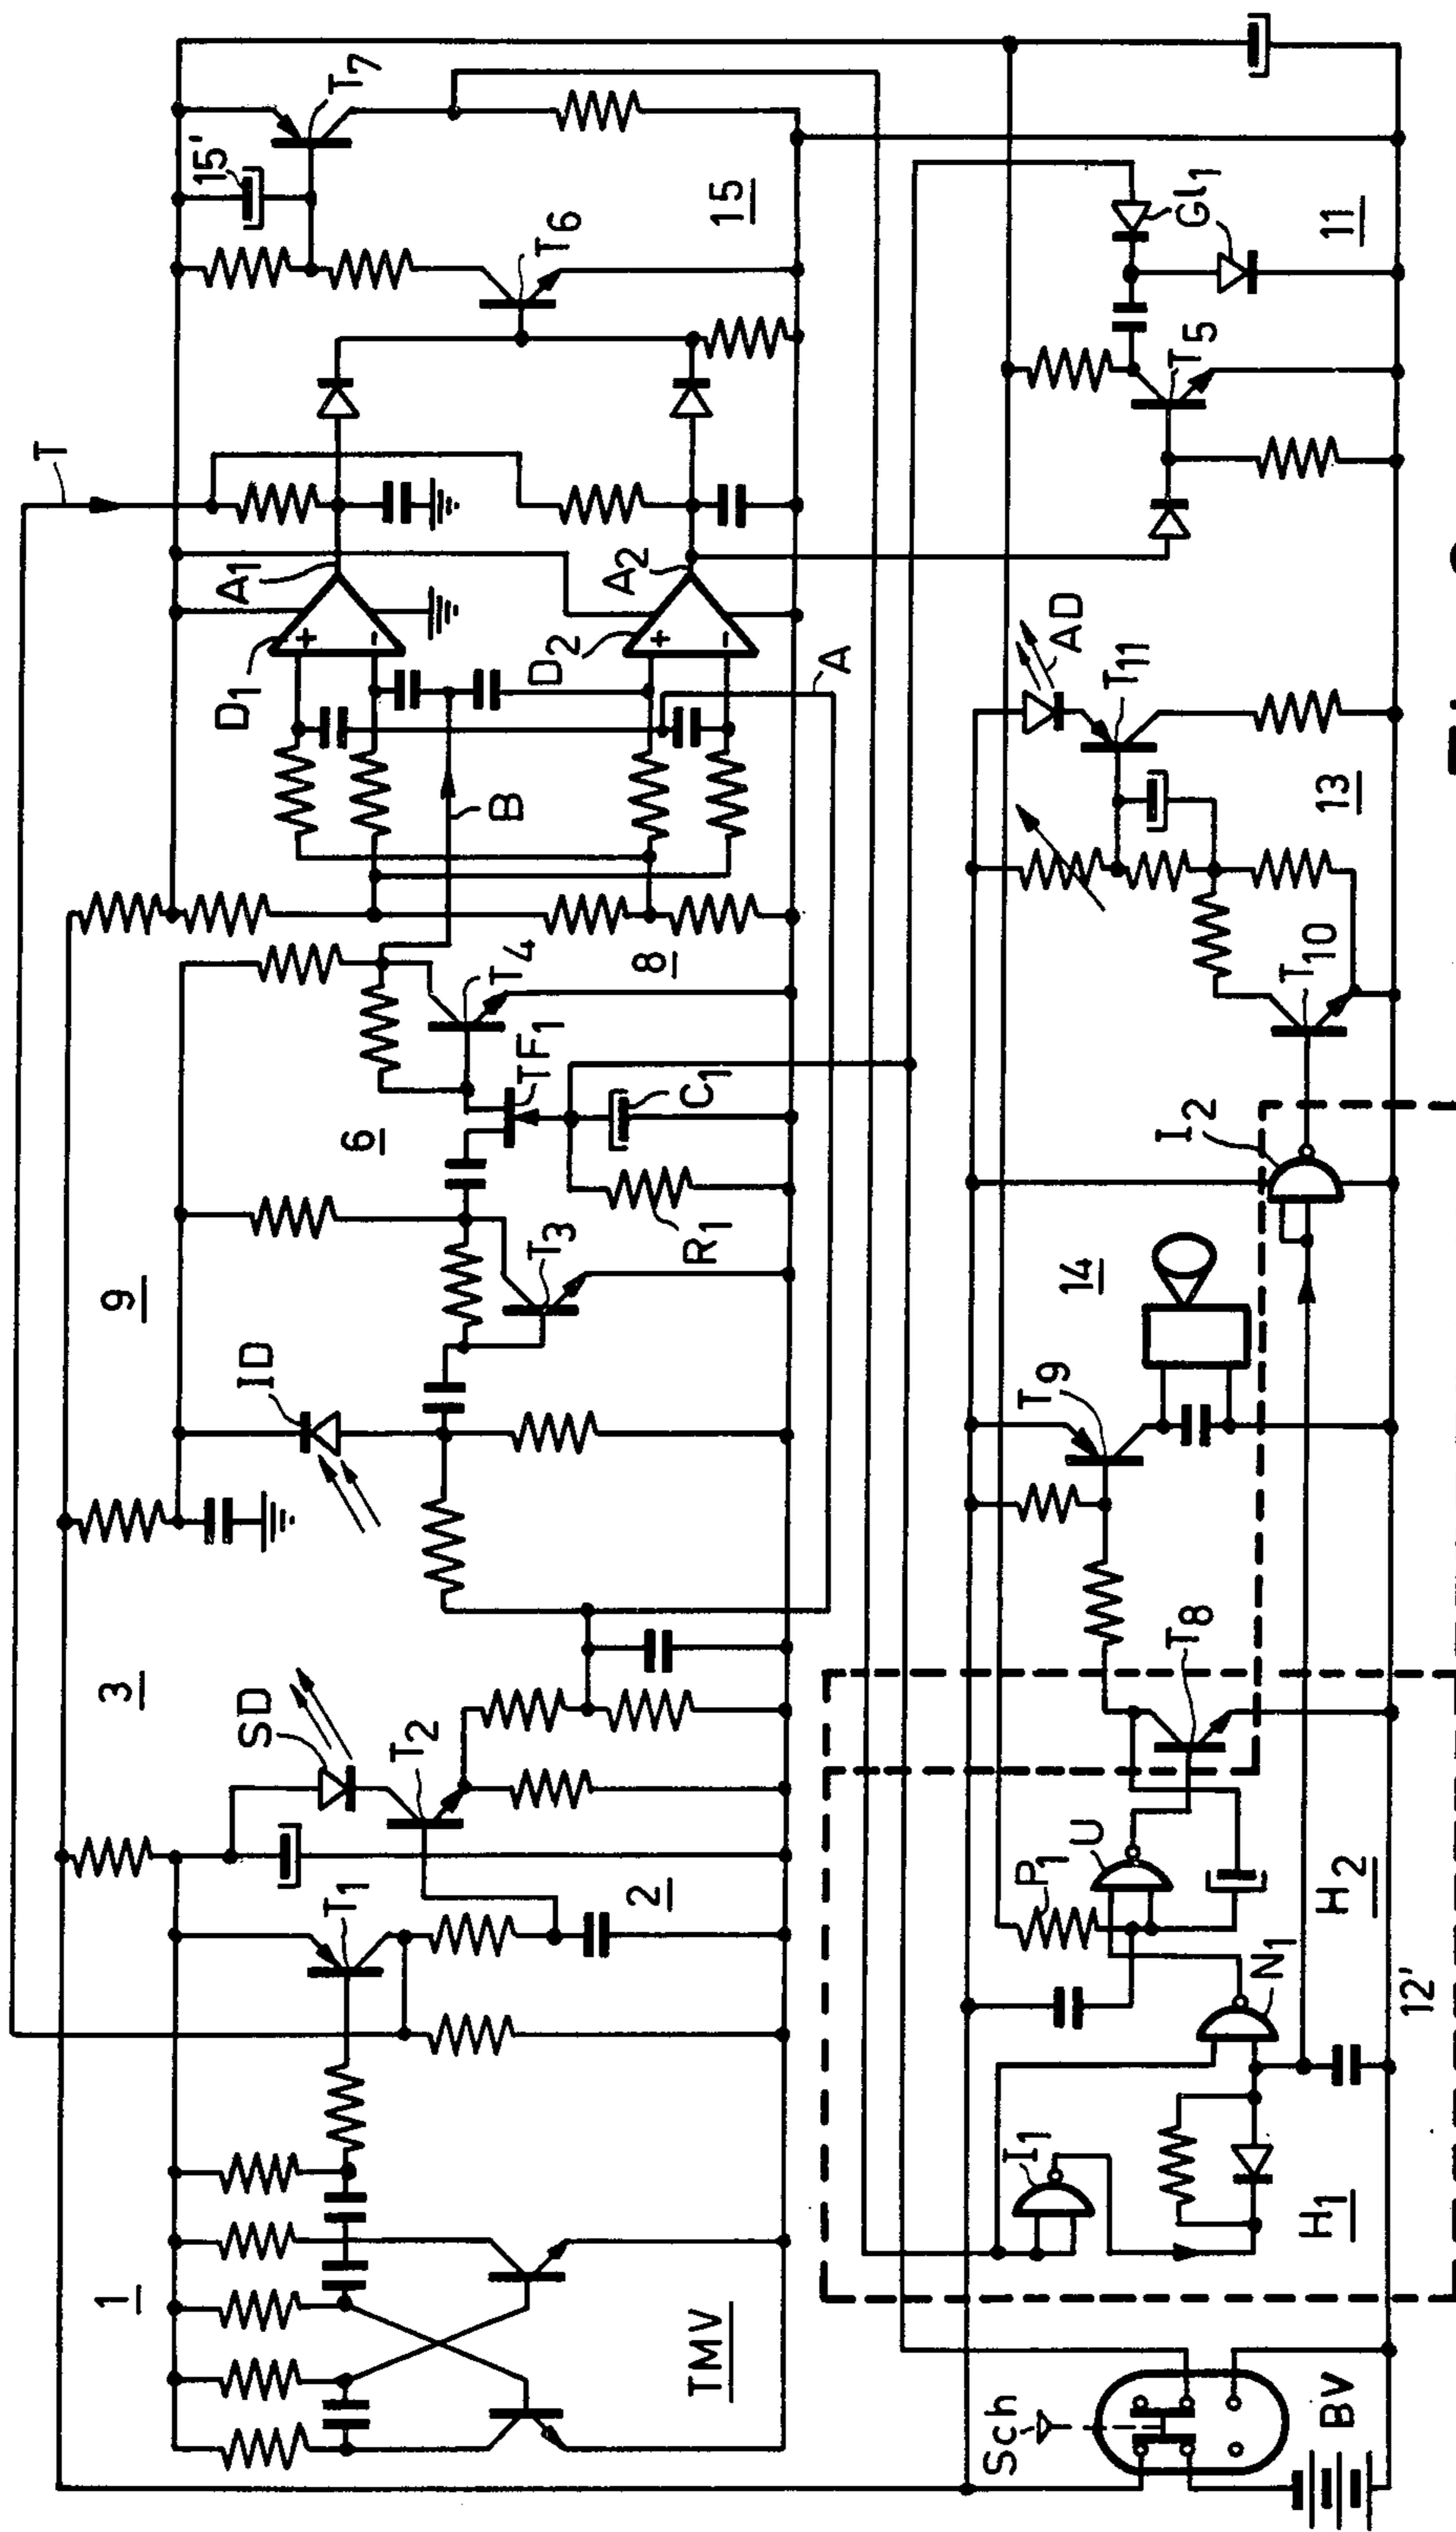 1
TMV
T1
2
SD
T2
3
ID
9
T3
R1
6
C1
TF1
T4
8
B
D1
A1
D2
A2
A
T
T6
15
15'
T7
Sch
BV
H1
I1
N1
12'
H2
P1
U
T8
T9
14
I2
T10
13
T11
AD
T5
11
Gl1